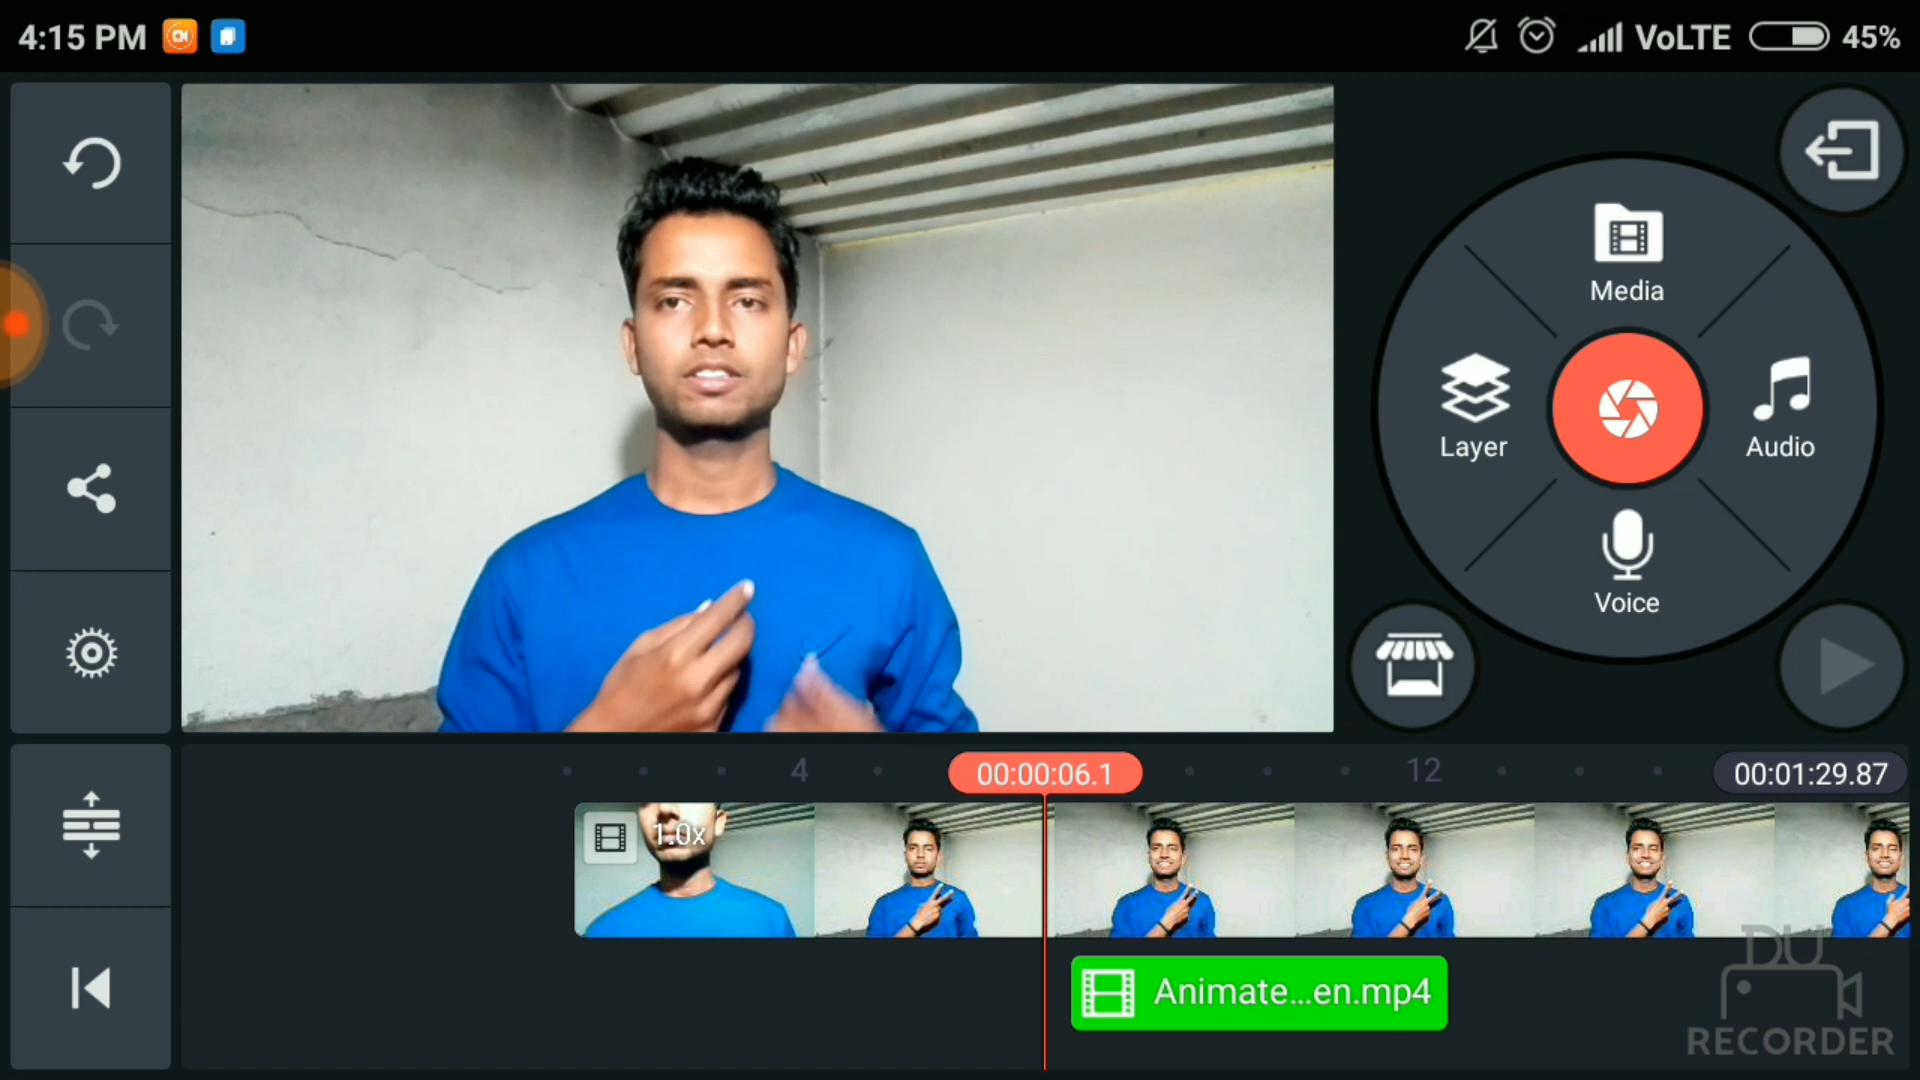 4:15 PM
VoLTE
45%
Media
Layer
Audio
Voice
4
00:00:06.1
12
00:01:29.87
1.0x
Animate...en.mp4
DU
RECORDER